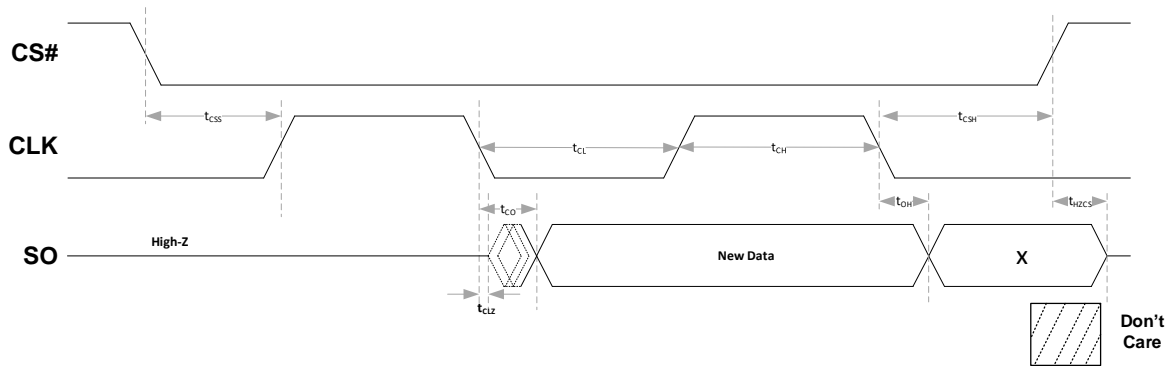 CS#
tCSS
tCSH
CLK
tCL
tCH
tCO
tOH
tHZCS
High-Z
SO
New Data
X
tCLZ
Don't
Care